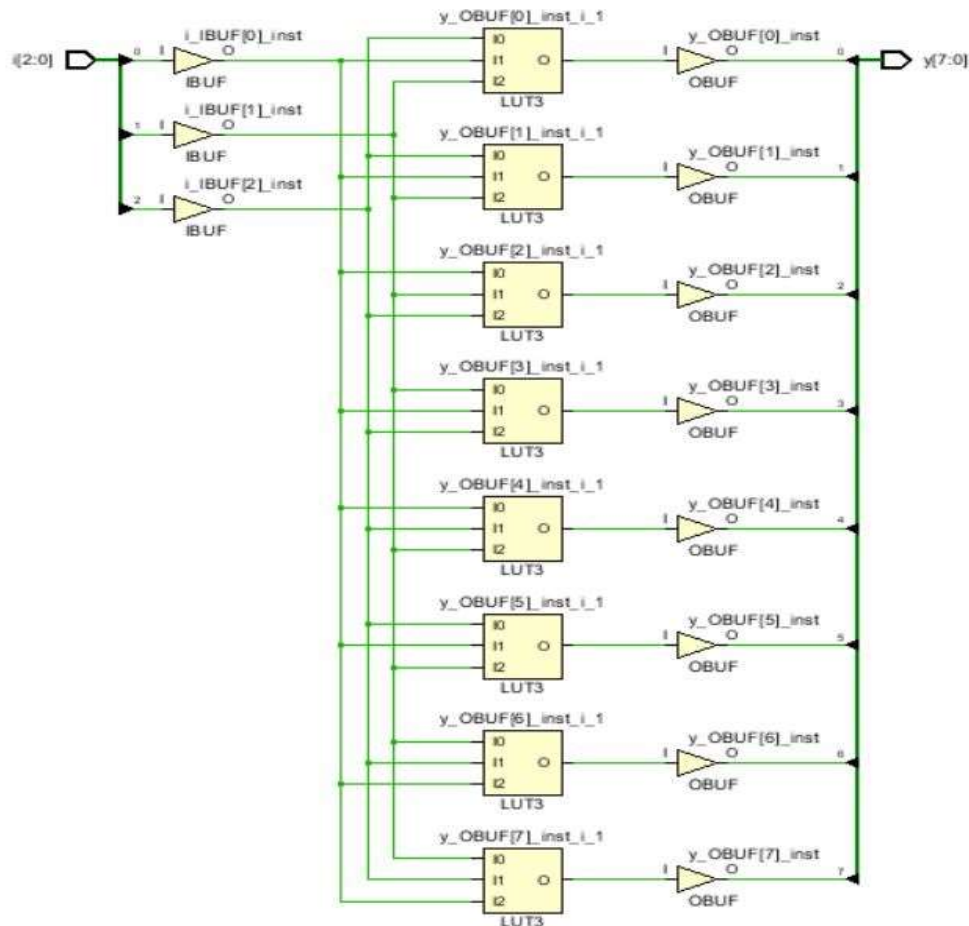 i[2:0]
0
I
i_IBUF[0]_inst
O
IBUF
1
I
i_IBUF[1]_inst
O
IBUF
2
I
i_IBUF[2]_inst
O
IBUF
y_OBUF[0]_inst_i_1
I0
I1
I2
O
LUT3
I
y_OBUF[0]_inst
O
OBUF
0
y[7:0]
y_OBUF[1]_inst_i_1
I0
I1
I2
O
LUT3
I
y_OBUF[1]_inst
O
OBUF
1
y_OBUF[2]_inst_i_1
I0
I1
I2
O
LUT3
I
y_OBUF[2]_inst
O
OBUF
2
y_OBUF[3]_inst_i_1
I0
I1
I2
O
LUT3
I
y_OBUF[3]_inst
O
OBUF
3
y_OBUF[4]_inst_i_1
I0
I1
I2
O
LUT3
I
y_OBUF[4]_inst
O
OBUF
4
y_OBUF[5]_inst_i_1
I0
I1
I2
O
LUT3
I
y_OBUF[5]_inst
O
OBUF
5
y_OBUF[6]_inst_i_1
I0
I1
I2
O
LUT3
I
y_OBUF[6]_inst
O
OBUF
6
y_OBUF[7]_inst_i_1
I0
I1
I2
O
LUT3
I
y_OBUF[7]_inst
O
OBUF
7